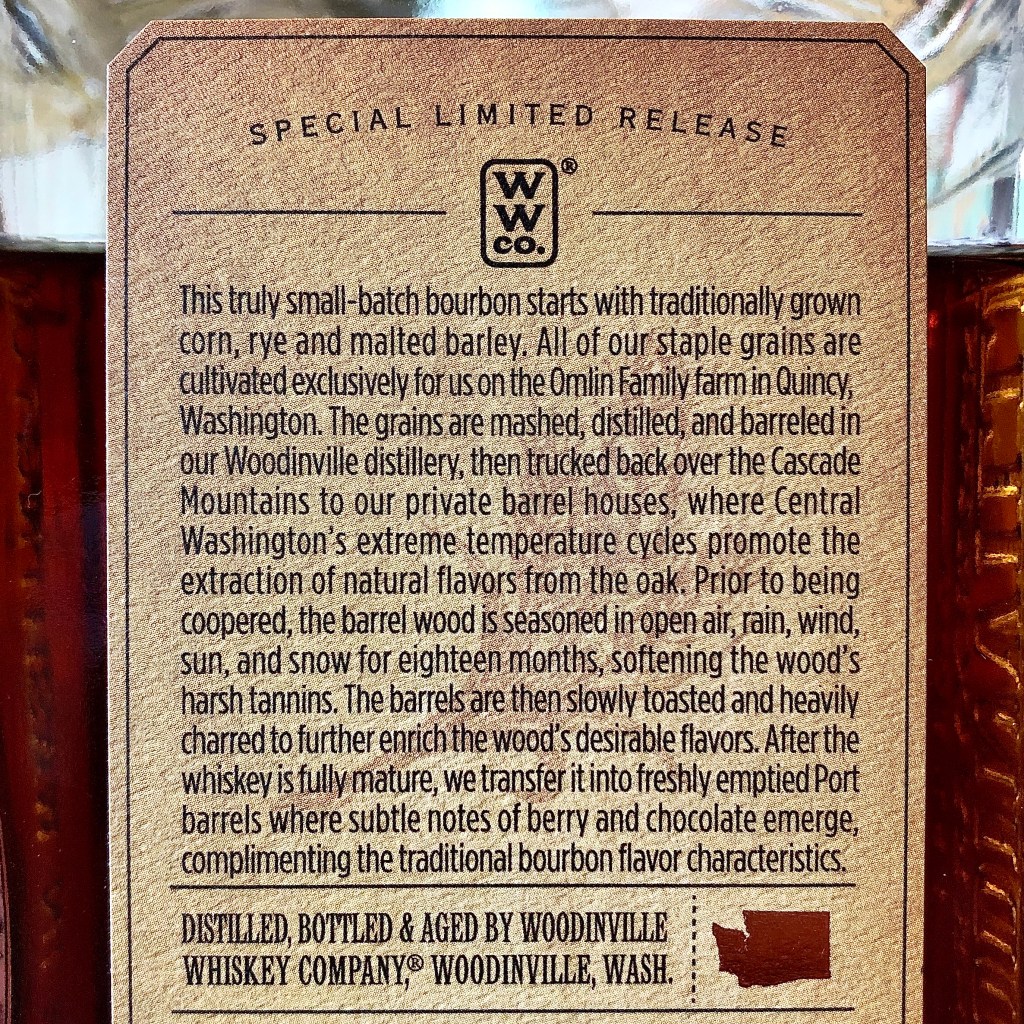 SPECIAL LIMITED RELEASE
W
W
CO.
®
This truly small-batch bourbon starts with traditionally grown
corn, rye and malted barley. All of our staple grains are
cultivated exclusively for us on the Omlin Family farm in Quincy,
Washington. The grains are mashed, distilled, and barreled in
our Woodinville distillery, then trucked back over the Cascade
Mountains to our private barrel houses, where Central
Washington's extreme temperature cycles promote the
extraction of natural flavors from the oak. Prior to being
coopered, the barrel wood is seasoned in open air, rain, wind,
sun, and snow for eighteen months, softening the wood's
harsh tannins. The barrels are then slowly toasted and heavily
charred to further enrich the wood's desirable flavors. After the
whiskey is fully mature, we transfer it into freshly emptied Port
barrels where subtle notes of berry and chocolate emerge,
complimenting the traditional bourbon flavor characteristics.
DISTILLED, BOTTLED & AGED BY WOODINVILLE
WHISKEY COMPANY,® WOODINVILLE, WASH.